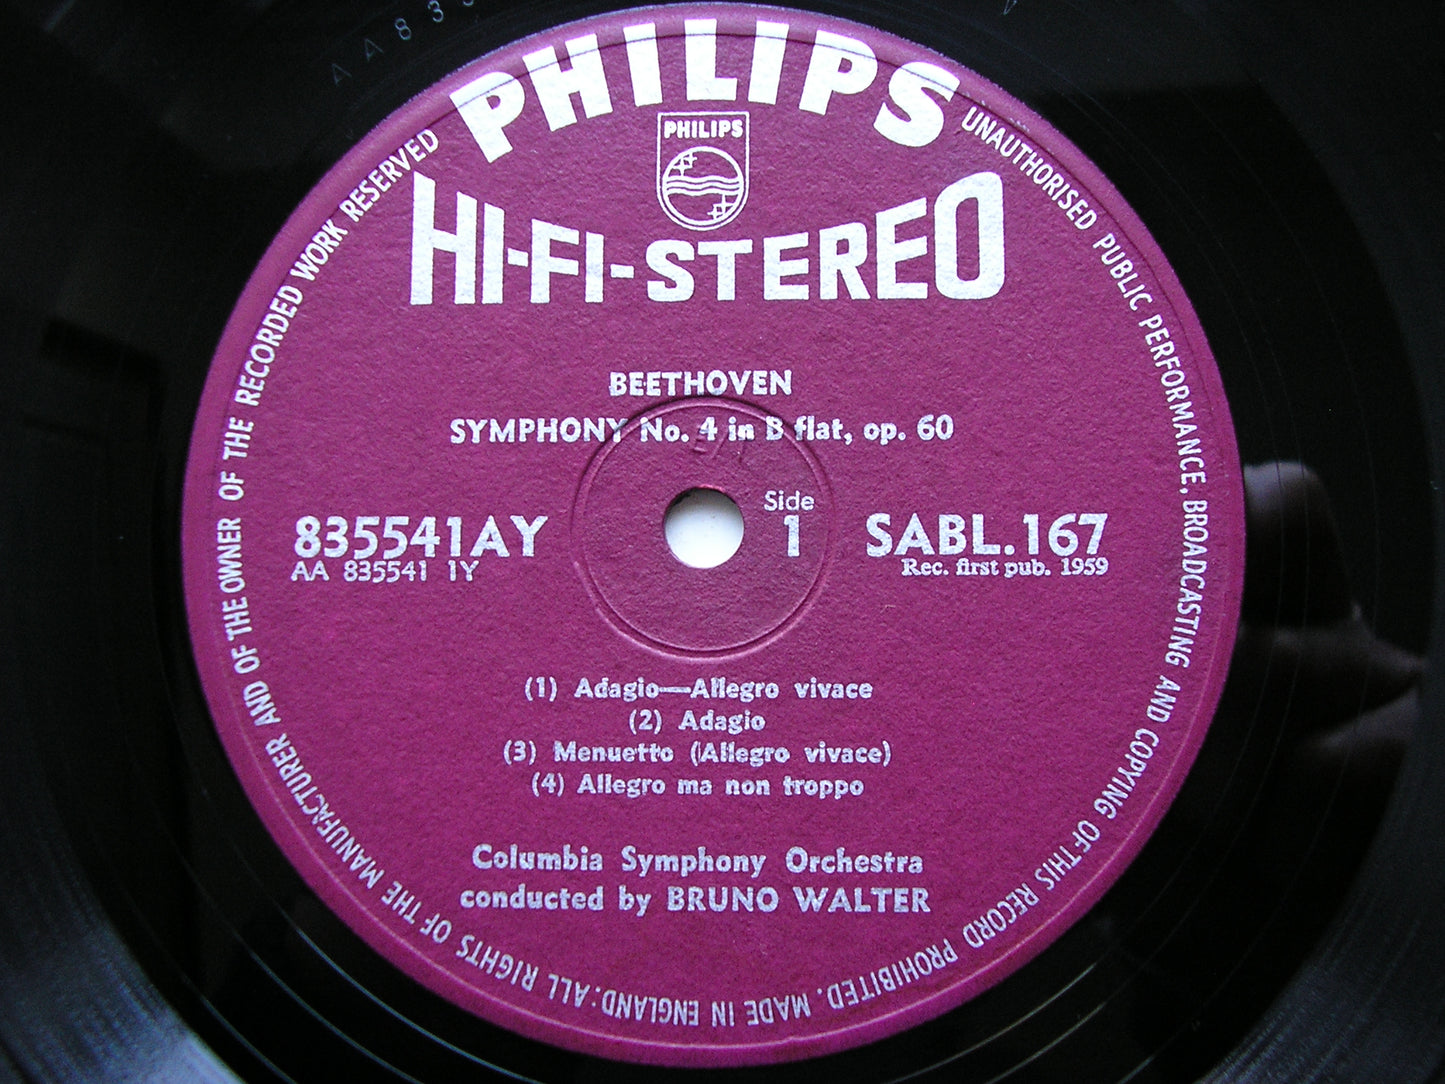 AA 835
PHILIPS
PHILIPS
HI-FI-STEREO
BEETHOVEN
SYMPHONY No. 4 in B flat, op. 60
Side
1
835541AY
AA 835541 1Y
SABL.167
Rec. first pub. 1959
(1) Adagio—Allegro vivace
(2) Adagio
(3) Menuetto (Allegro vivace)
(4) Allegro ma non troppo
Columbia Symphony Orchestra
conducted by BRUNO WALTER
MADE IN ENGLAND: ALL RIGHTS OF THE MANUFACTURER AND OF THE OWNER OF THE RECORDED WORK RESERVED
UNAUTHORISED PUBLIC PERFORMANCE, BROADCASTING AND COPYING OF THIS RECORD PROHIBITED.